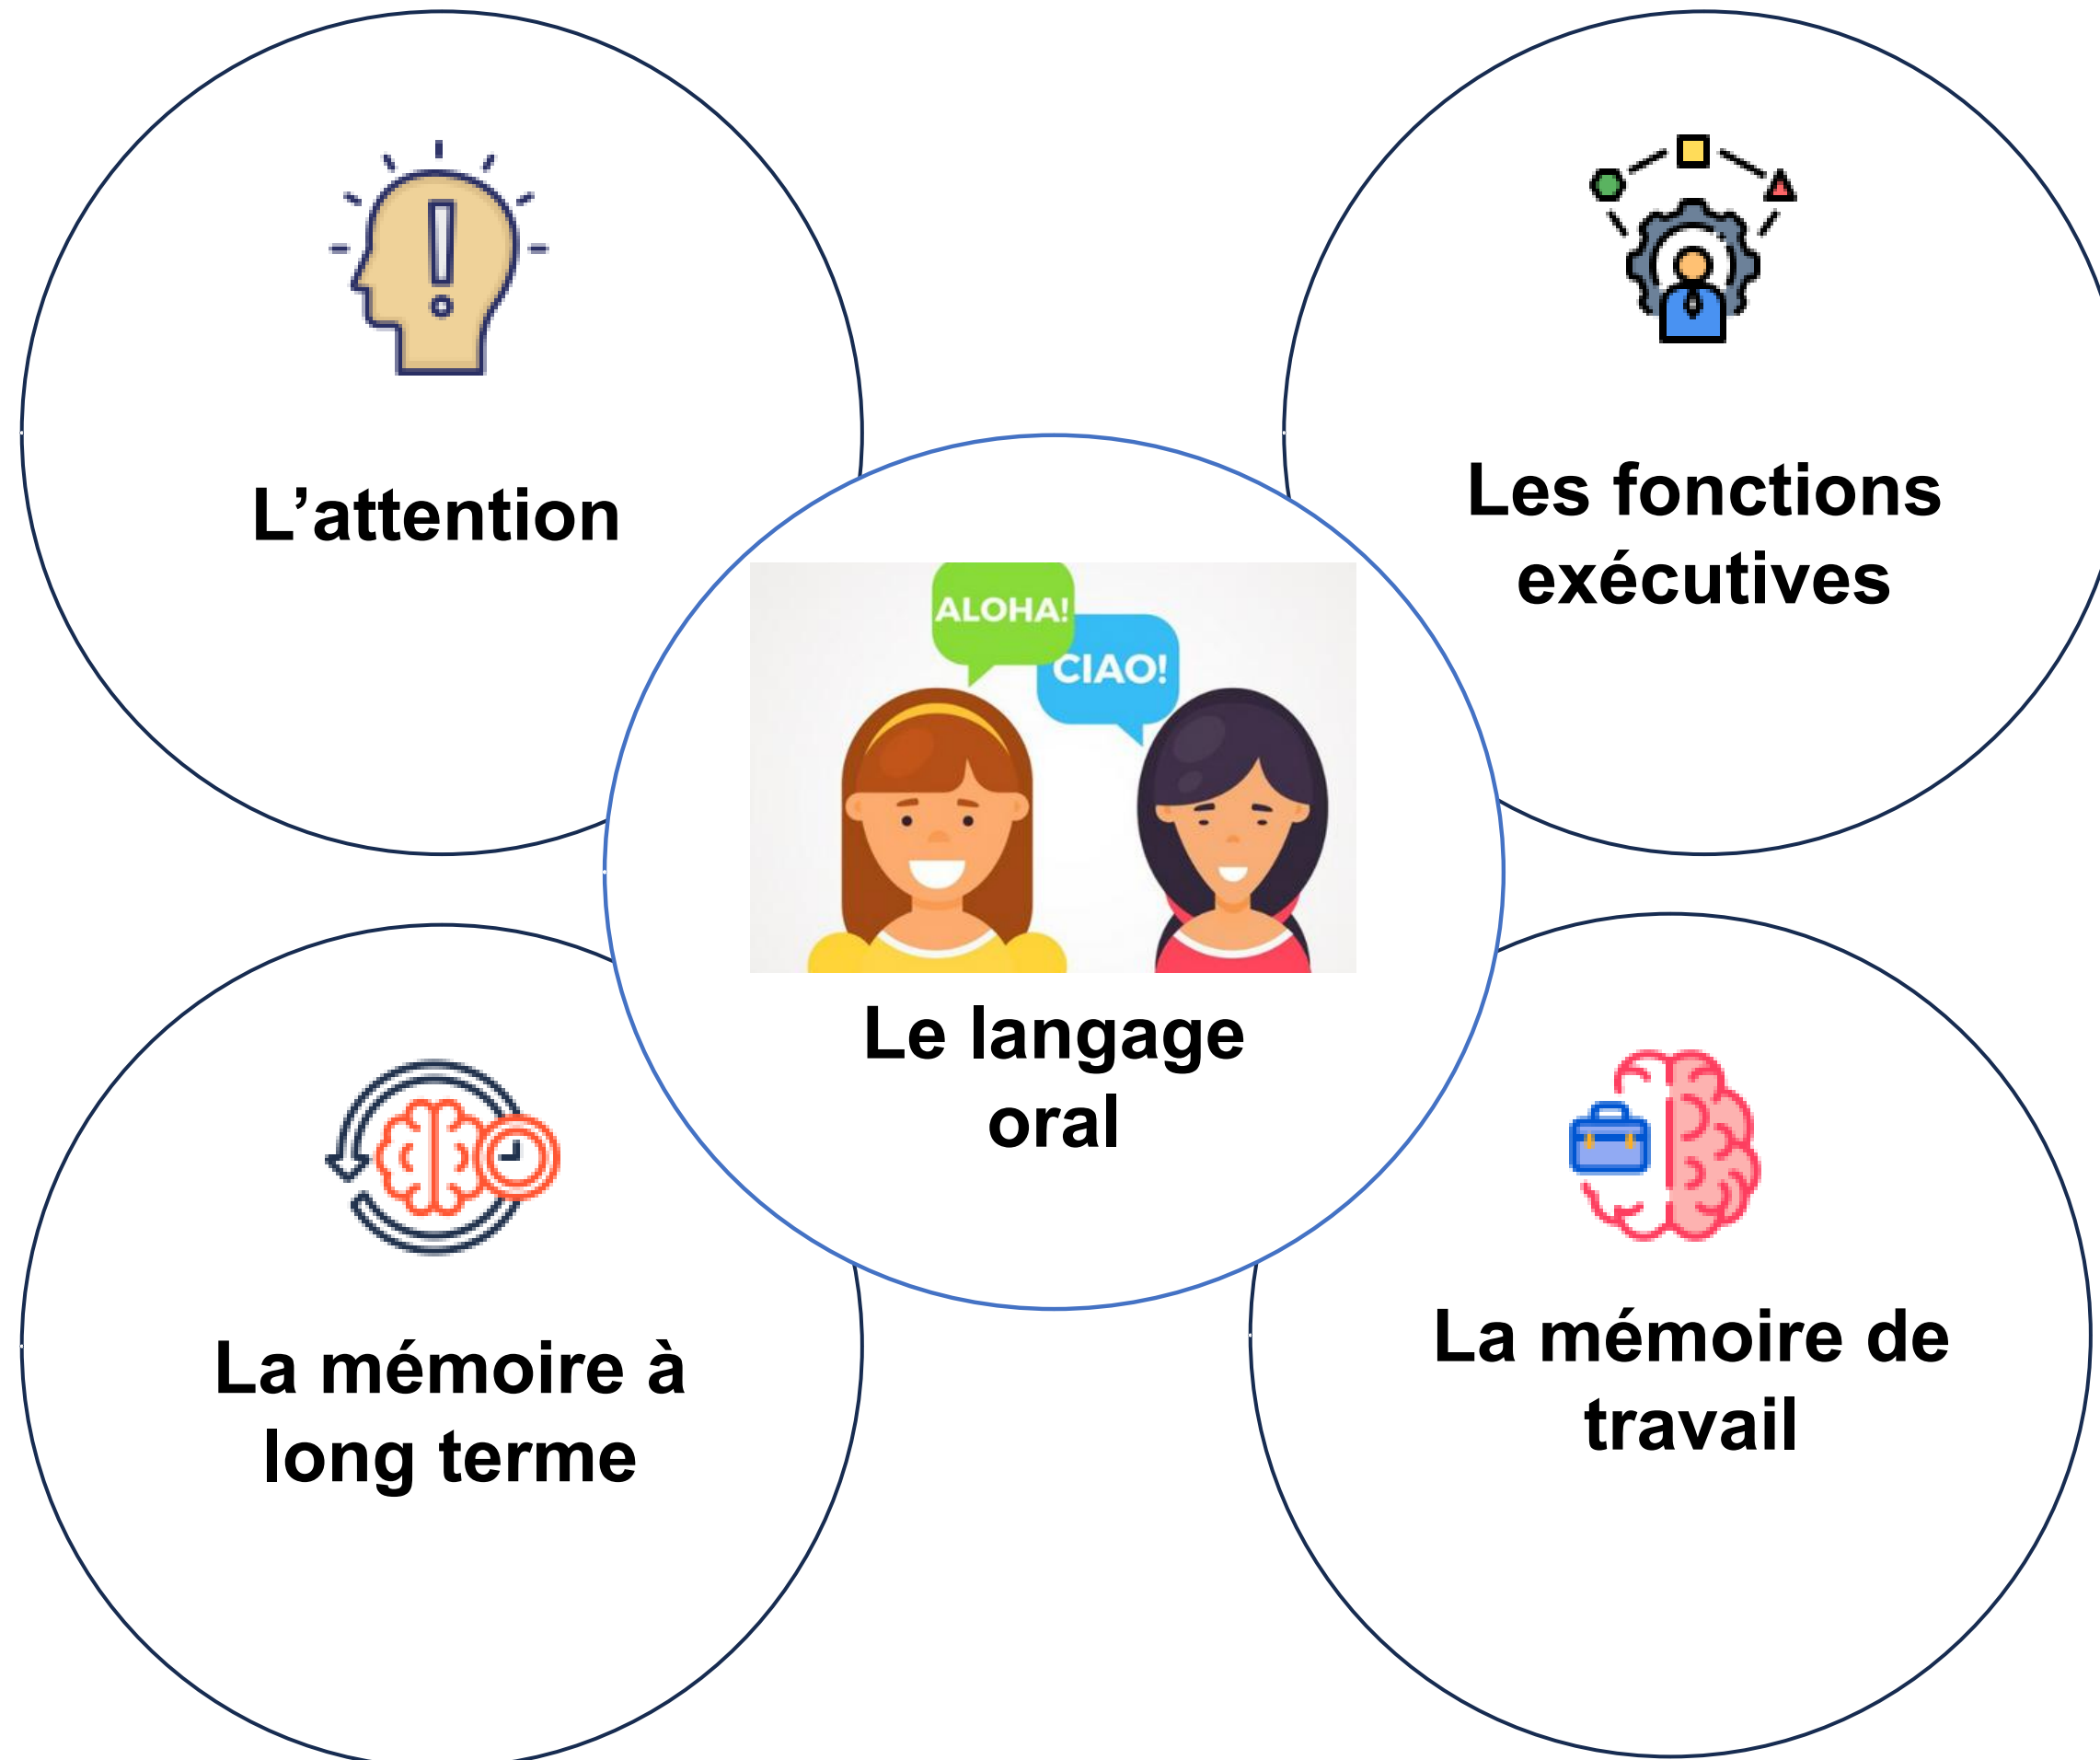 L’attention
Les fonctions
exécutives
ALOHA!
CIAO!
Le langage
oral
La mémoire à
long terme
La mémoire de
travail